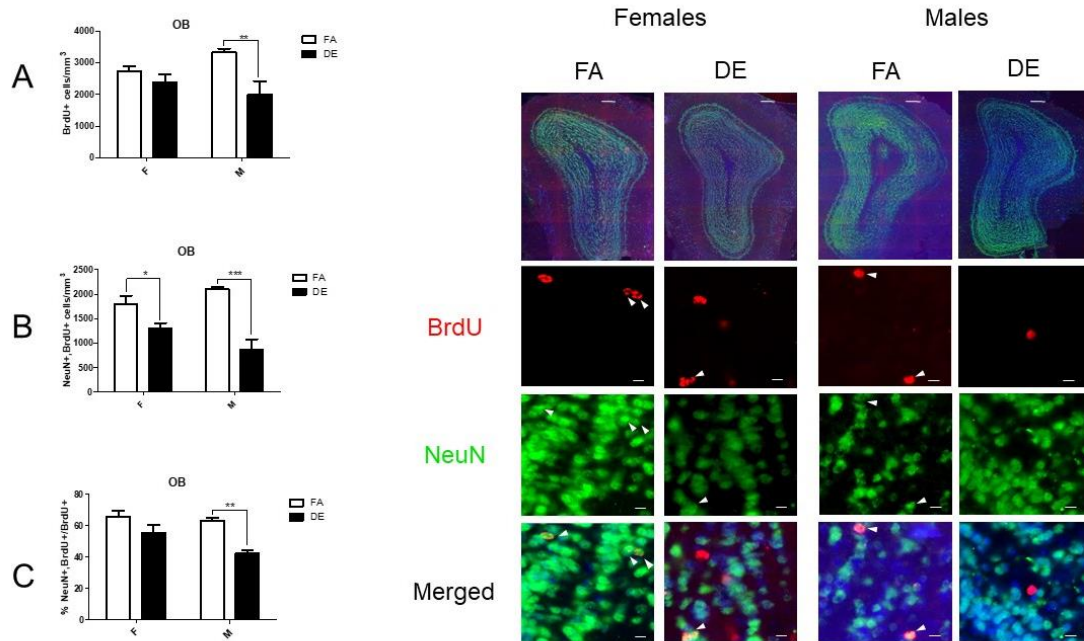 A
OB
BrdU+ cells/mm³
4000
3000
2000
1000
0
**
F
M
FA
DE
B
OB
NeuN+,BrdU+ cells/mm³
2500
2000
1500
1000
500
0
*
***
F
M
FA
DE
C
OB
% NeuN+,BrdU+/BrdU+
80
60
40
20
0
**
F
M
FA
DE
Females
Males
FA
DE
FA
DE
BrdU
NeuN
Merged